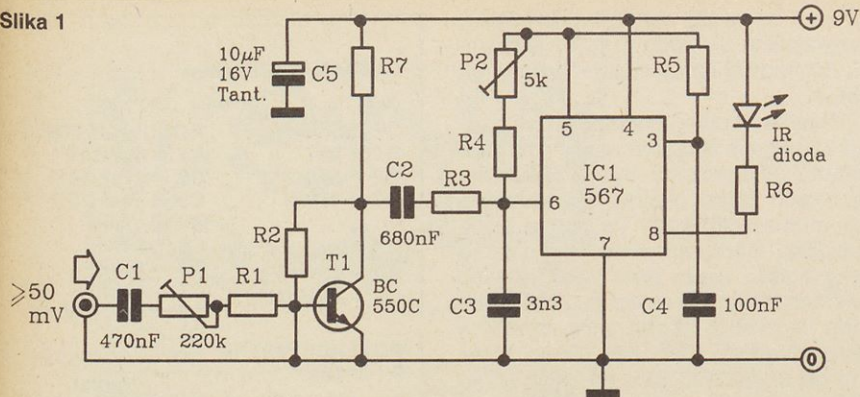 Slika 1
+ 9V
10µF
16V
Tant.
C5
R7
P2
5k
R5
R4
5
4
3
IR
dioda
IC1
567
C2
R3
6
R6
680nF
8
7
R2
T1
BC
550C
≥50
mV
C1
P1
R1
470nF
220k
C3
3n3
C4
100nF
0